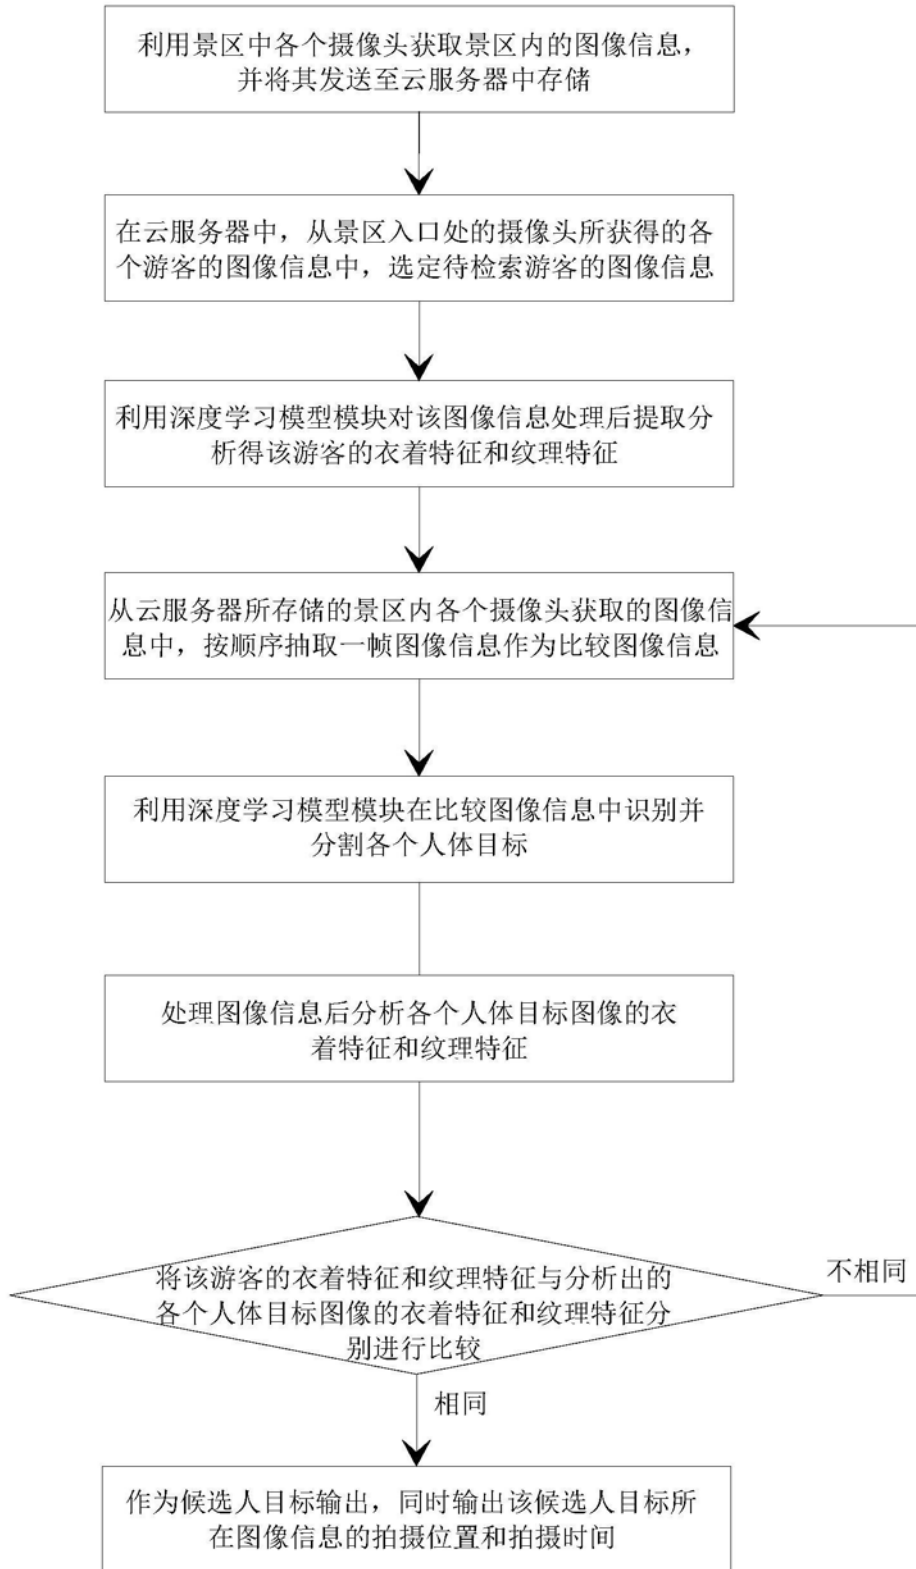 利用景区中各个摄像头获取景区内的图像信息，
并将其发送至云服务器中存储
在云服务器中，从景区入口处的摄像头所获得的各
个游客的图像信息中，选定待检索游客的图像信息
利用深度学习模型模块对该图像信息处理后提取分
析得该游客的衣着特征和纹理特征
从云服务器所存储的景区内各个摄像头获取的图像信
息中，按顺序抽取一帧图像信息作为比较图像信息
利用深度学习模型模块在比较图像信息中识别并
分割各个人体目标
处理图像信息后分析各个人体目标图像的衣
着特征和纹理特征
将该游客的衣着特征和纹理特征与分析出的
各个人体目标图像的衣着特征和纹理特征分
别进行比较
不相同
相同
作为候选人目标输出，同时输出该候选人目标所
在图像信息的拍摄位置和拍摄时间